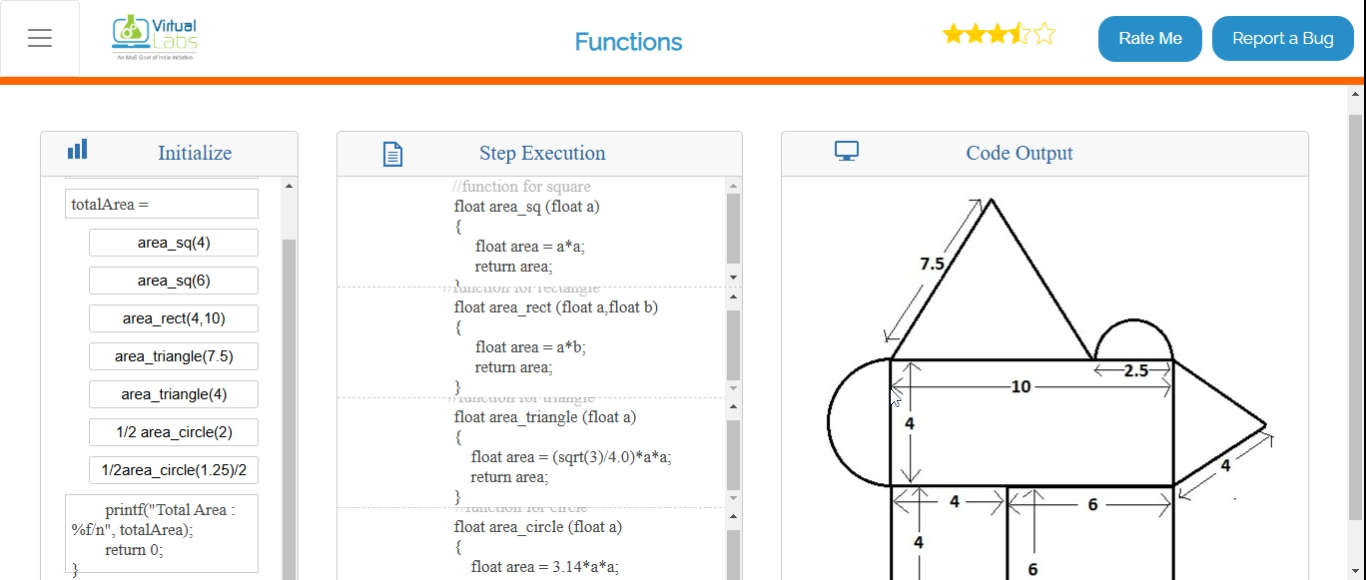 Virtual
Labs
An MoE Govt of India Initiative
Functions
Rate Me
Report a Bug
Initialize
totalArea =
area_sq(4)
area_sq(6)
area_rect(4,10)
area_triangle(7.5)
area_triangle(4)
1/2 area_circle(2)
1/2area_circle(1.25)/2
printf("Total Area :
%f/n", totalArea);
return 0;
}
Step Execution
//function for square
float area_sq (float a)
{
float area = a*a;
return area;
}
//function for rectangle
float area_rect (float a,float b)
{
float area = a*b;
return area;
}
//function for triangle
float area_triangle (float a)
{
float area = (sqrt(3)/4.0)*a*a;
return area;
}
//function for circle
float area_circle (float a)
{
float area = 3.14*a*a;
Code Output
7.5
2.5
10
4
4
4
6
4
6